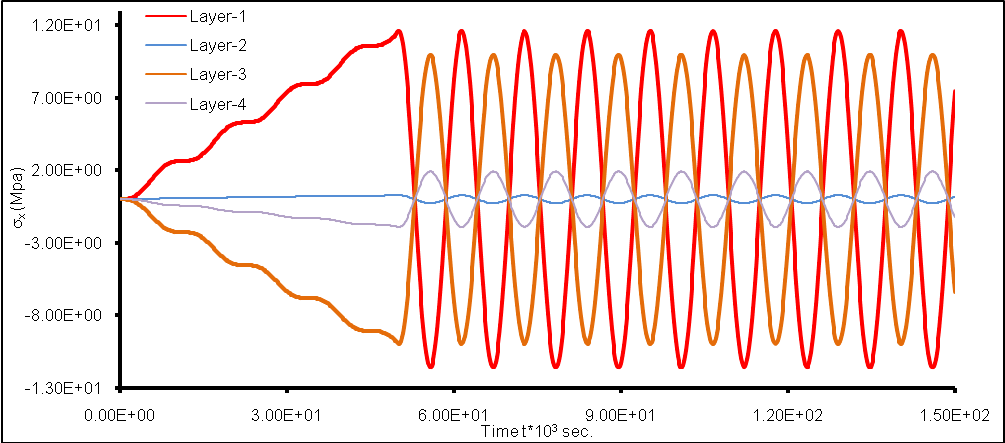 1.20E+01
7.00E+00
2.00E+00
-3.00E+00
-8.00E+00
-1.30E+01
σx (Mpa)
Layer-1
Layer-2
Layer-3
Layer-4
0.00E+00 3.00E+01 6.00E+01 9.00E+01 1.20E+02 1.50E+02
Time t*10³ sec.